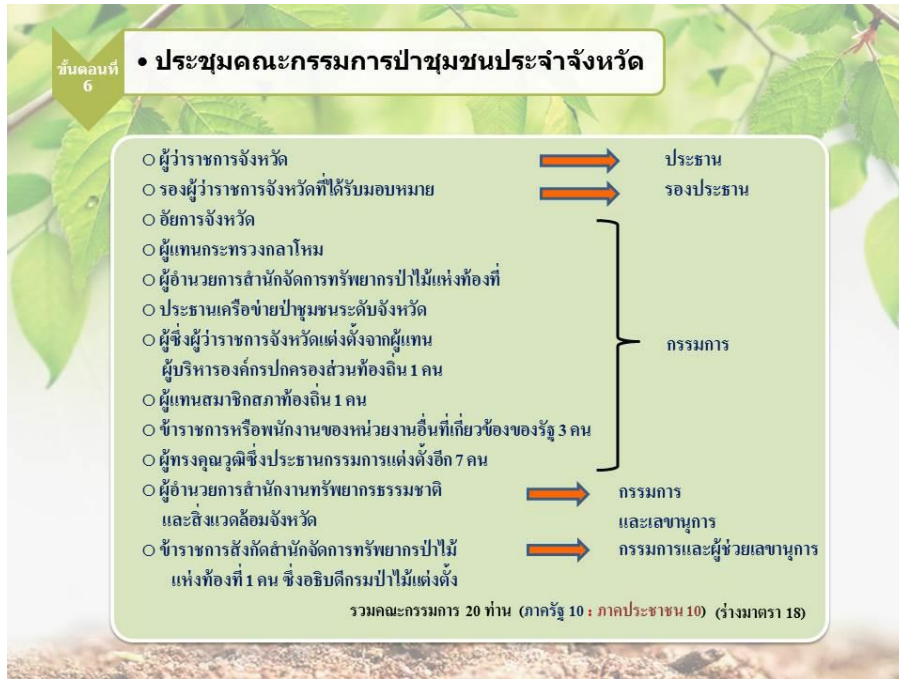 ขั้นตอนที่
6
• ประชุมคณะกรรมการป่าชุมชนประจำจังหวัด
○ ผู้ว่าราชการจังหวัด ประธาน
○ รองผู้ว่าราชการจังหวัดที่ได้รับมอบหมาย รองประธาน
○ อัยการจังหวัด
○ ผู้แทนกระทรวงกลาโหม
○ ผู้อำนวยการสำนักจัดการทรัพยากรป่าไม้แห่งท้องที่
○ ประธานเครือข่ายป่าชุมชนระดับจังหวัด
○ ผู้ซึ่งผู้ว่าราชการจังหวัดแต่งตั้งจากผู้แทน
กรรมการ
ผู้บริหารองค์กรปกครองส่วนท้องถิ่น 1 คน
○ ผู้แทนสมาชิกสภาท้องถิ่น 1 คน
○ ข้าราชการหรือพนักงานของหน่วยงานอื่นที่เกี่ยวข้องของรัฐ 3 คน
○ ผู้ทรงคุณวุฒิซึ่งประธานกรรมการแต่งตั้งอีก 7 คน
○ ผู้อำนวยการสำนักงานทรัพยากรธรรมชาติ กรรมการ
และสิ่งแวดล้อมจังหวัด และเลขานุการ
○ ข้าราชการสังกัดสำนักจัดการทรัพยากรป่าไม้ กรรมการและผู้ช่วยเลขานุการ
แห่งท้องที่ 1 คน ซึ่งอธิบดีกรมป่าไม้แต่งตั้ง
รวมคณะกรรมการ 20 ท่าน (ภาครัฐ 10 : ภาคประชาชน 10) (ร่างมาตรา 18)